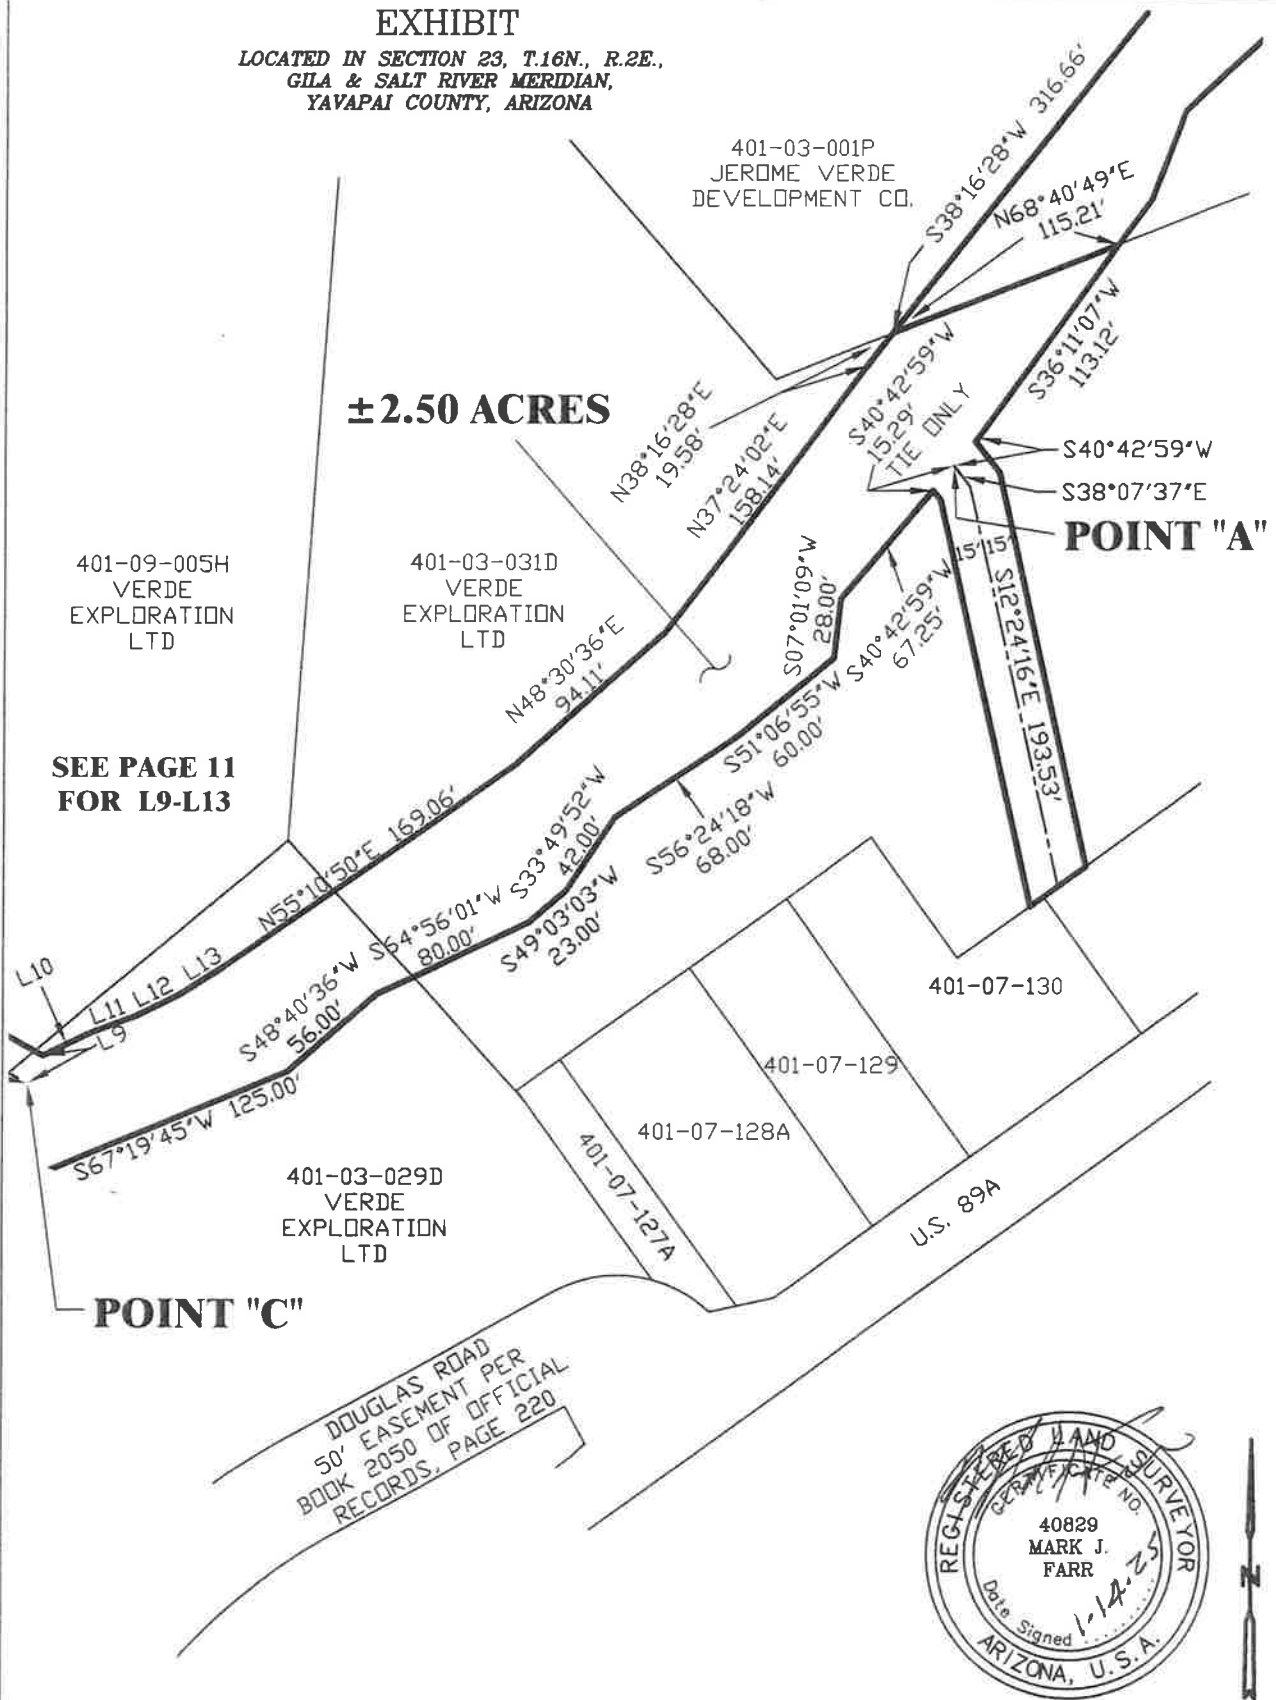 EXHIBIT
LOCATED IN SECTION 23, T.16N., R.2E.,
GILA & SALT RIVER MERIDIAN,
YAVAPAI COUNTY, ARIZONA
401-03-001P
JEROME VERDE
DEVELOPMENT CO.
S38°16'28"W 316.66'
N68°40'49"E
115.21'
±2.50 ACRES
N38°16'28"E
19.58'
N37°24'02"E
158.14'
S40°42'59"W
15.29'
TIE ONLY
S36°11'07"W
113.12'
S40°42'59"W
S38°07'37"E
POINT "A"
401-09-005H
VERDE
EXPLORATION
LTD
401-03-031D
VERDE
EXPLORATION
LTD
15' 15'
S12°24'16"E 193.53'
S07°01'09"W
28.00'
S40°42'59"W
67.25'
N48°30'36"E
94.11'
S51°06'55"W
60.00'
SEE PAGE 11
FOR L9-L13
N55°10'50"E 169.06'
S33°49'52"W
42.00'
S56°24'18"W
68.00'
S64°56'01"W
80.00'
S49°03'03"W
23.00'
L10
L11 L12 L13
L9
S48°40'36"W
56.00'
S67°19'45"W 125.00'
401-07-130
401-07-129
401-07-128A
401-07-127A
U.S. 89A
401-03-029D
VERDE
EXPLORATION
LTD
POINT "C"
DOUGLAS ROAD
50' EASEMENT PER
BOOK 2050 OF OFFICIAL
RECORDS, PAGE 220
REGISTERED LAND SURVEYOR
CERTIFICATE NO.
40829
MARK J.
FARR
Date Signed 1-14-25
ARIZONA, U.S.A.
N